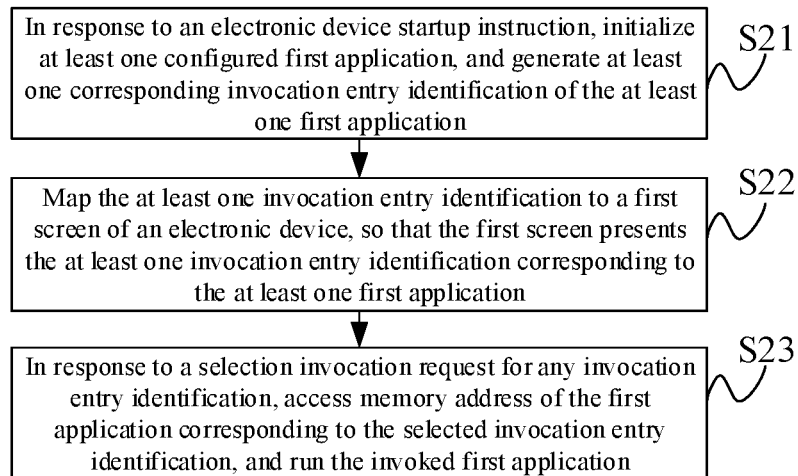 In response to an electronic device startup instruction, initialize
at least one configured first application, and generate at least
one corresponding invocation entry identification of the at least
one first application
S21
Map the at least one invocation entry identification to a first
screen of an electronic device, so that the first screen presents
the at least one invocation entry identification corresponding to
the at least one first application
S22
In response to a selection invocation request for any invocation
entry identification, access memory address of the first
application corresponding to the selected invocation entry
identification, and run the invoked first application
S23